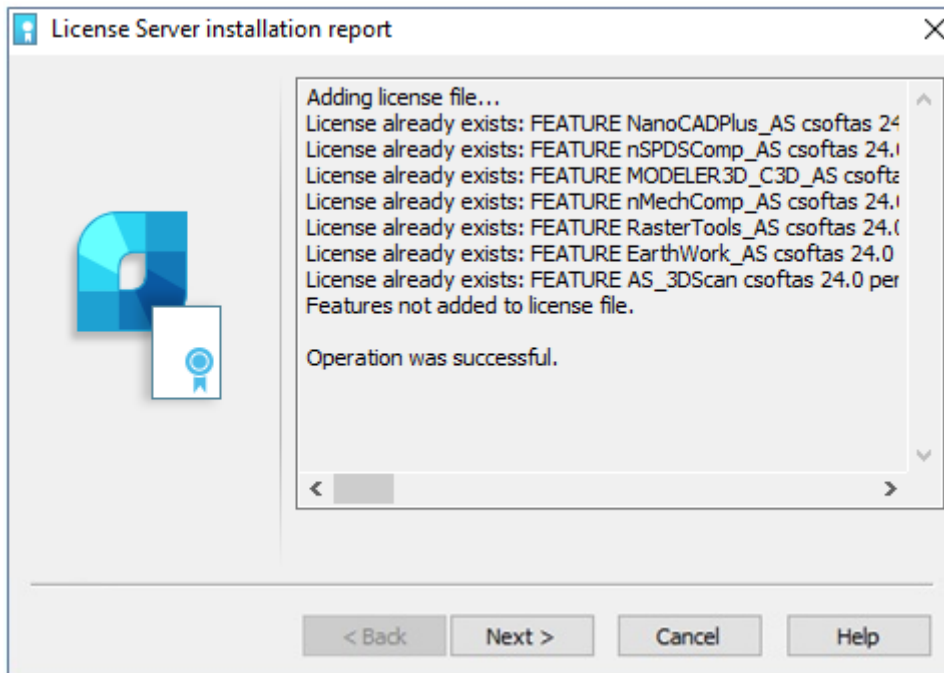 License Server installation report
Adding license file...
License already exists: FEATURE NanoCADPlus_AS csoftas 24
License already exists: FEATURE nSPDSComp_AS csoftas 24.
License already exists: FEATURE MODELER3D_C3D_AS csofta
License already exists: FEATURE nMechComp_AS csoftas 24.
License already exists: FEATURE RasterTools_AS csoftas 24.0
License already exists: FEATURE EarthWork_AS csoftas 24.0
License already exists: FEATURE AS_3DScan csoftas 24.0 per
Features not added to license file.
Operation was successful.
< Back Next > Cancel Help